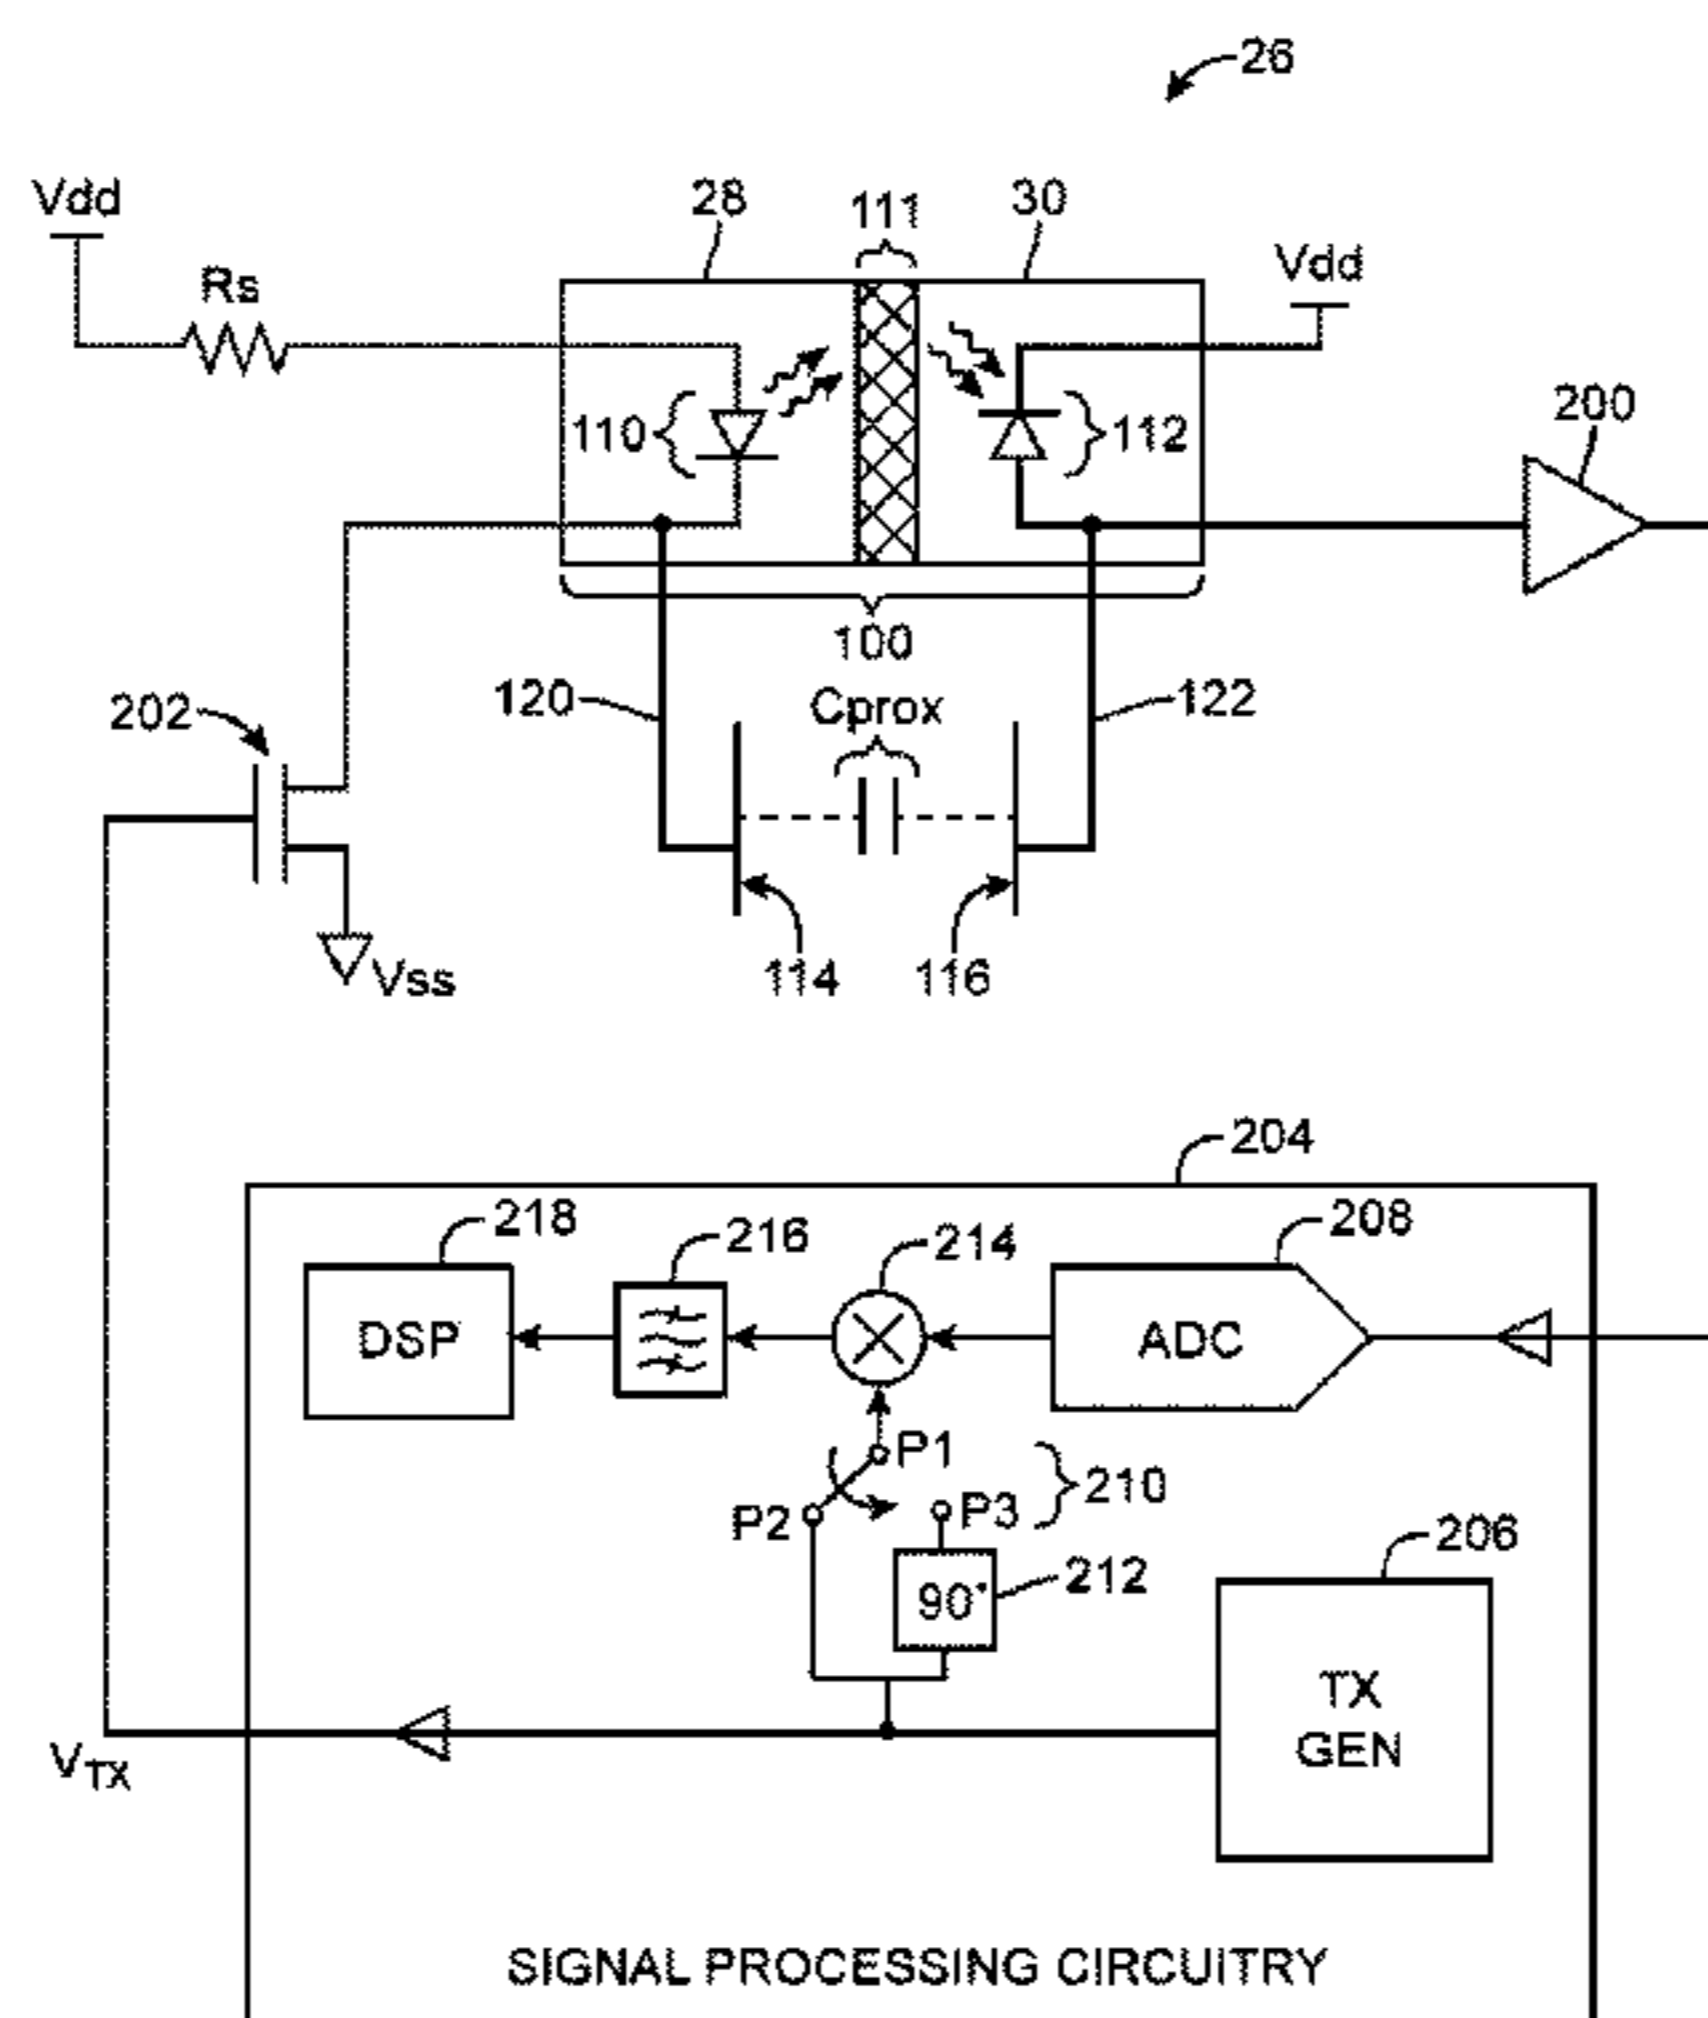 26
Vdd
28
111
30
Vdd
Rs
110
112
200
100
202
120
Cprox
122
Vss
114
116
204
218
216
214
208
DSP
ADC
P1
P2
P3
210
206
90°
212
TX
GEN
VTX
SIGNAL PROCESSING CIRCUITRY